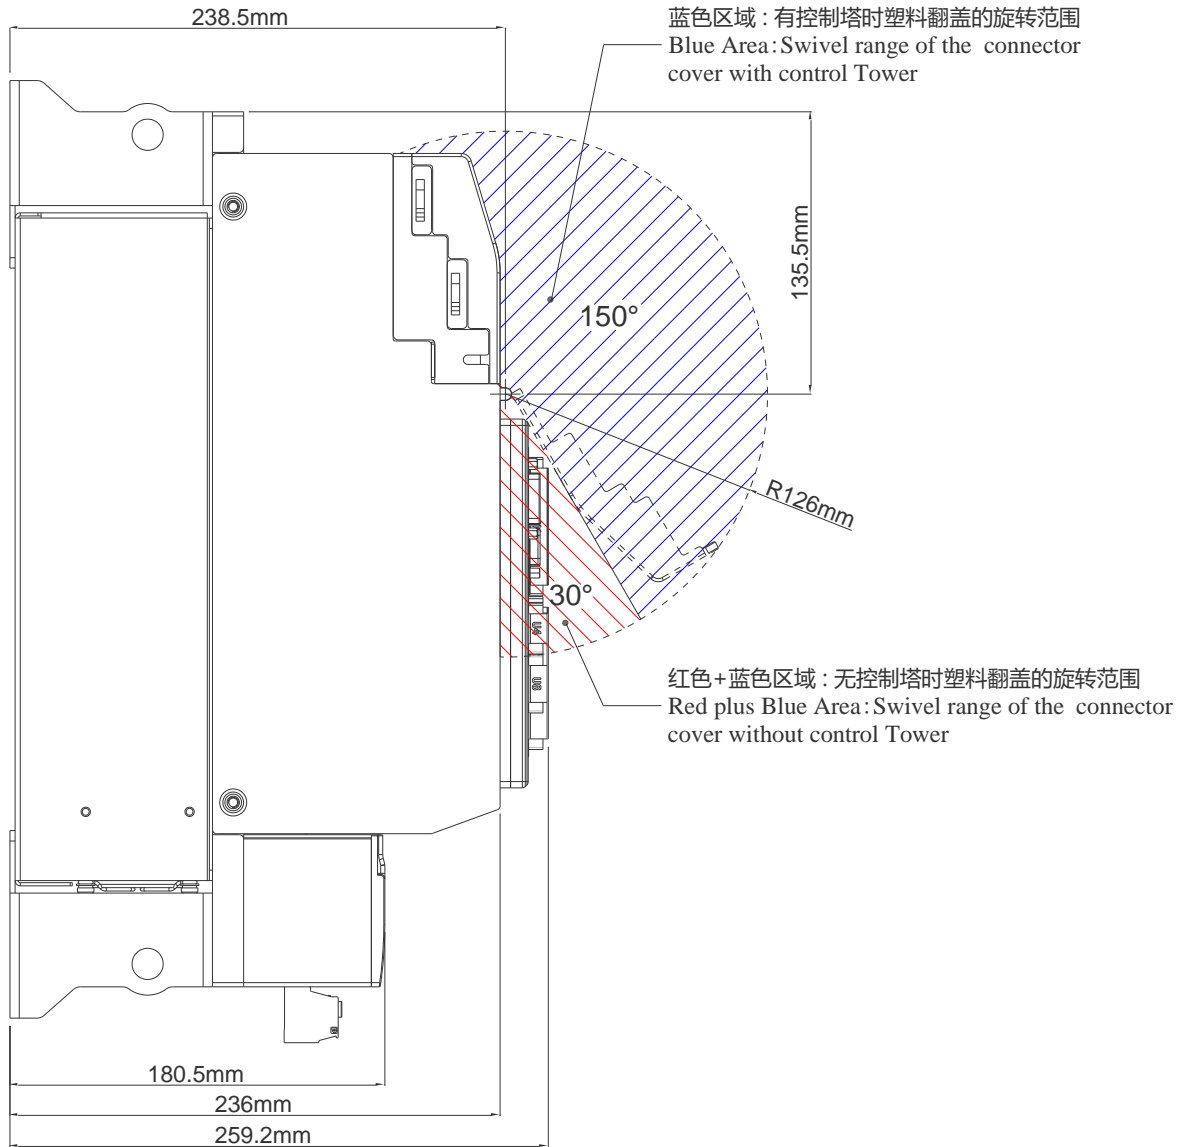 238.5mm
蓝色区域：有控制塔时塑料翻盖的旋转范围
Blue Area：Swivel range of the connector
cover with control Tower
135.5mm
150°
R126mm
30°
U4
U8
红色+蓝色区域：无控制塔时塑料翻盖的旋转范围
Red plus Blue Area：Swivel range of the connector
cover without control Tower
180.5mm
236mm
259.2mm